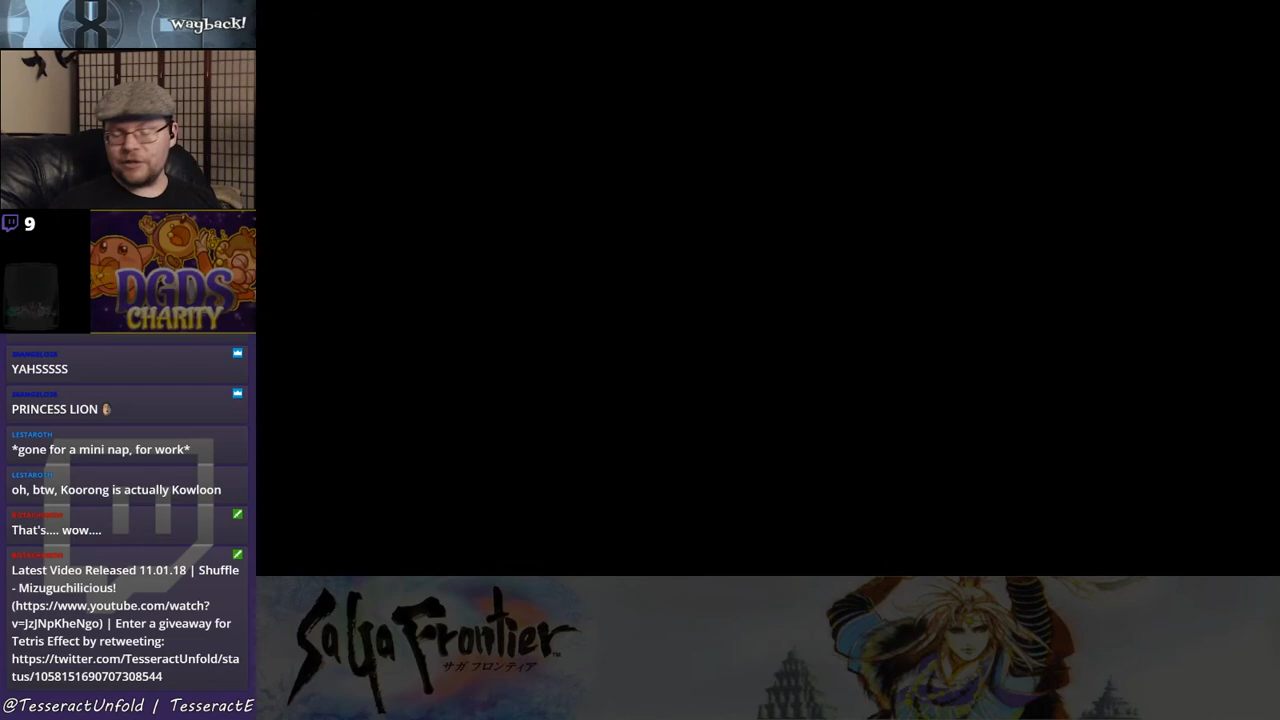 wayback!
9
DGDS
CHARITY
YAHSSSSS
PRINCESS LION
LESTAROTH
*gone for a mini nap, for work*
LESTAROTH
oh, btw, Koorong is actually Kowloon
That's.... wow....
Latest Video Released 11.01.18 | Shuffle
- Mizuguchilicious!
(https://www.youtube.com/watch?
v=JzJNpKheNgo) | Enter a giveaway for
Tetris Effect by retweeting:
https://twitter.com/TesseractUnfold/sta
tus/1058151690707308544
@TesseractUnfold / TesseractE
SaGa Frontier
サガ フロンティア